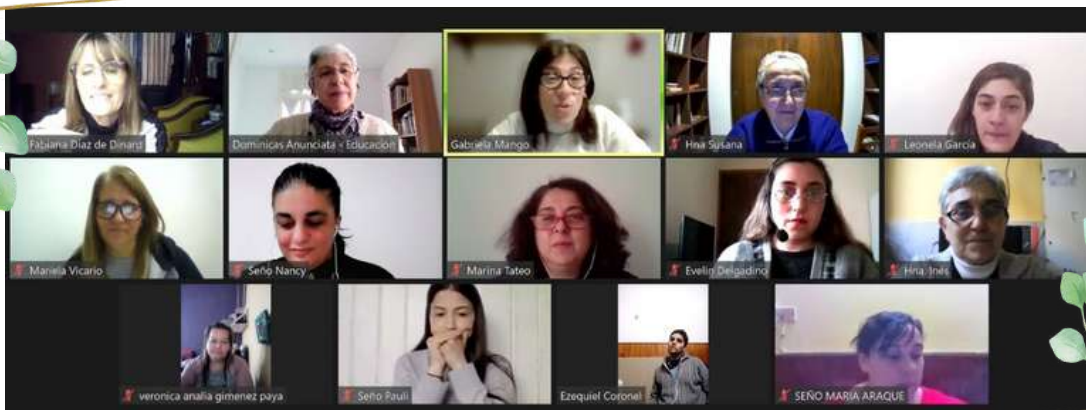 Fabiana Díaz de Dinard
Dominicas Anunciata - Educación
Gabriela Mango
Hna Susana
Leonela García
Mariela Vicario
Seño Nancy
Marina Tateo
Evelin Delgadino
Hna. Inés
veronica analia gimenez paya
Seño Pauli
Ezequiel Coronel
SEÑO MARIA ARAQUE